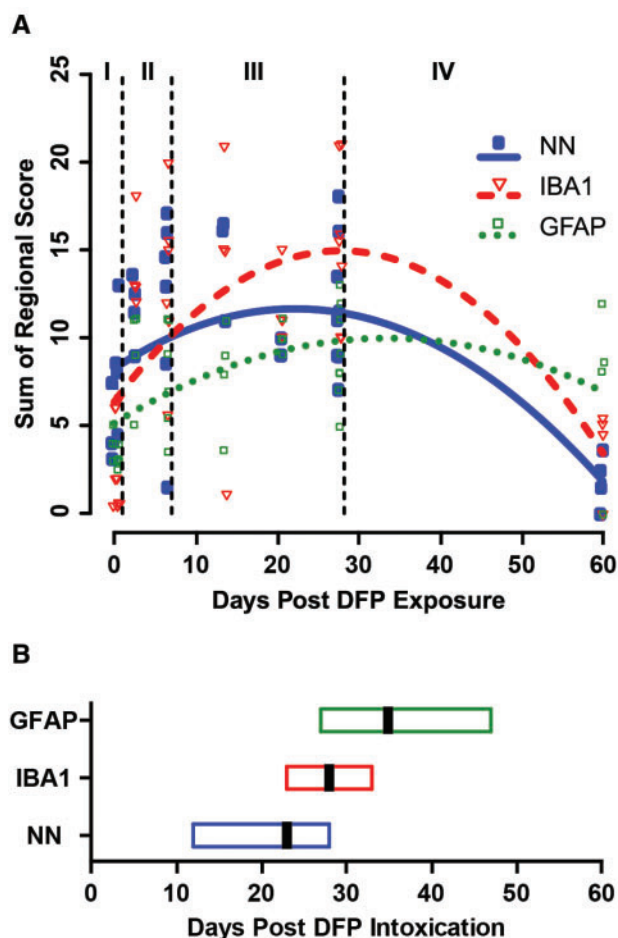 A
I II III IV
25
20
15
10
5
0
Sum of Regional Score
NN
IBA1
GFAP
0 10 20 30 40 50 60
Days Post DFP Exposure
B
GFAP
IBA1
NN
0 10 20 30 40 50 60
Days Post DFP Intoxication